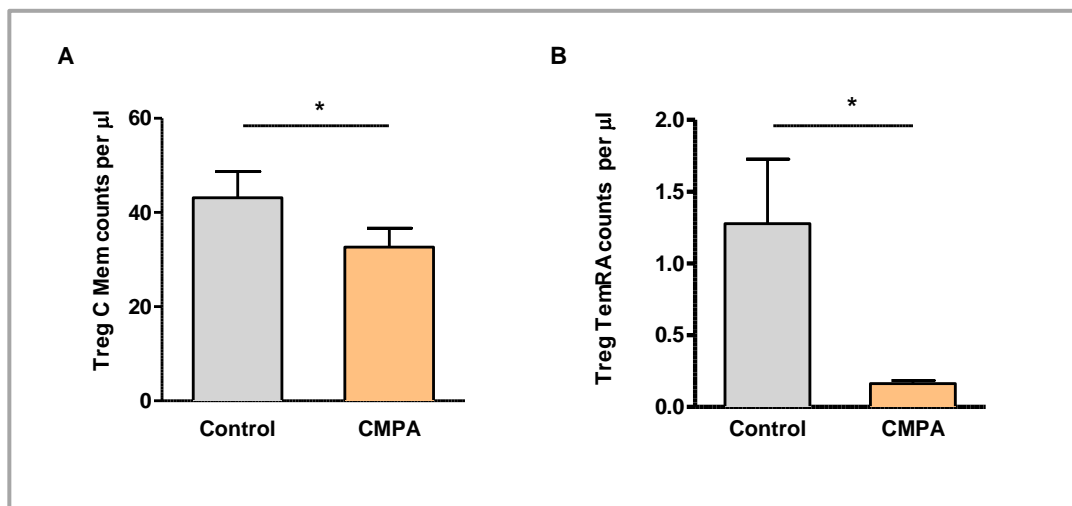 A
Treg C Mem counts per μl
60
40
20
0
*
Control
CMPA
B
Treg TemRA counts per μl
2.0
1.5
1.0
0.5
0.0
*
Control
CMPA